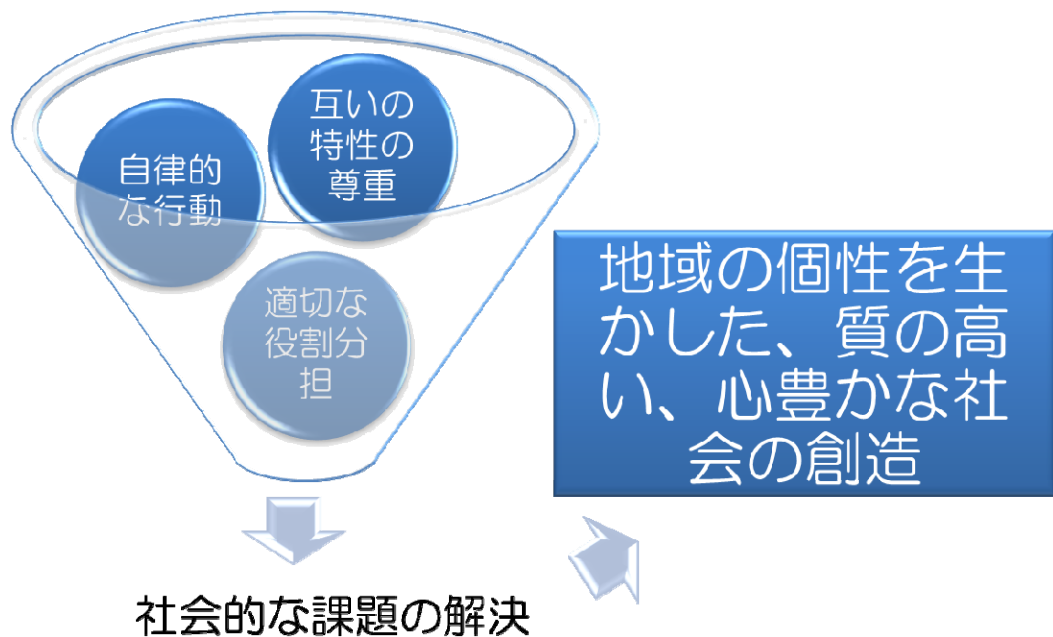 互いの
特性の
尊重
自律的
な行動
適切な
役割分
担
地域の個性を生
かした、質の高
い、心豊かな社
会の創造
社会的な課題の解決